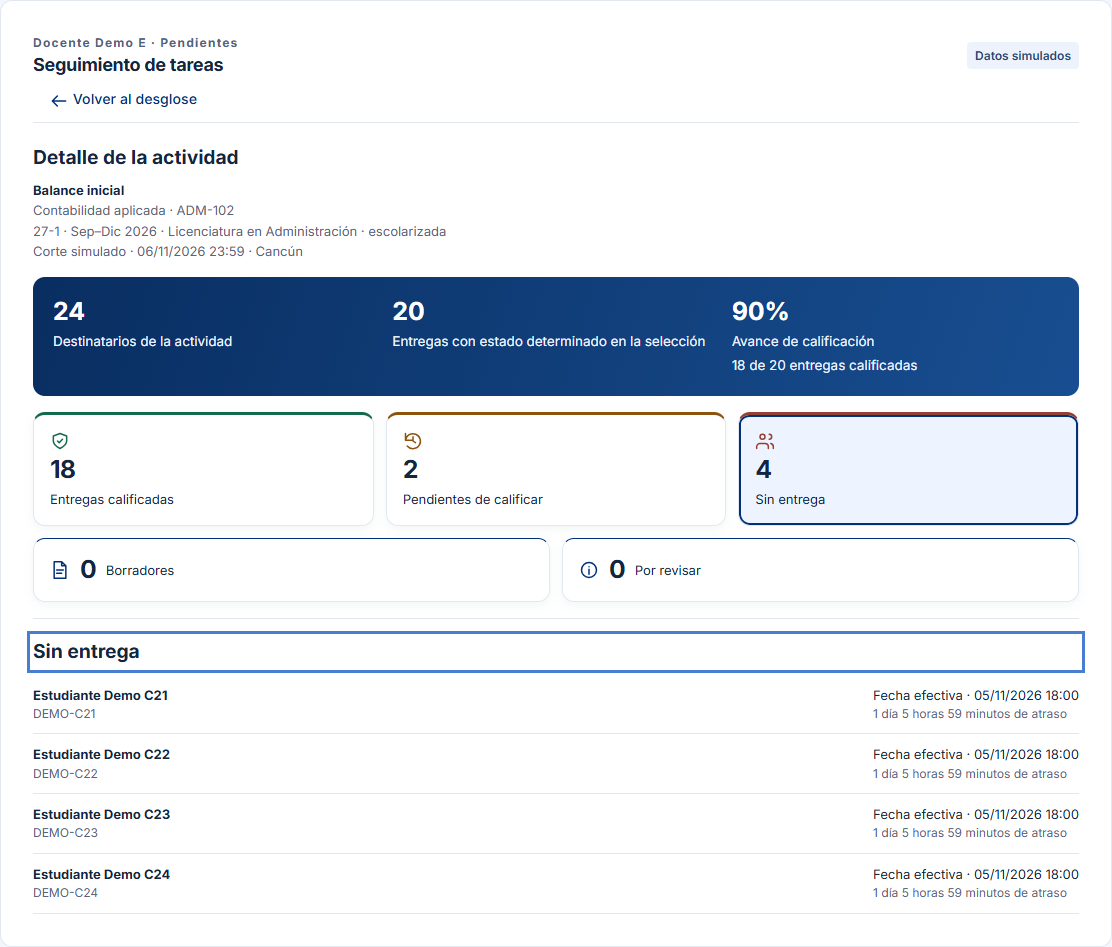 Docente Demo E · Pendientes
Seguimiento de tareas
Datos simulados
← Volver al desglose
Detalle de la actividad
Balance inicial
Contabilidad aplicada · ADM-102
27-1 · Sep–Dic 2026 · Licenciatura en Administración · escolarizada
Corte simulado · 06/11/2026 23:59 · Cancún
24
Destinatarios de la actividad
20
Entregas con estado determinado en la selección
90%
Avance de calificación
18 de 20 entregas calificadas
18
Entregas calificadas
2
Pendientes de calificar
4
Sin entrega
0 Borradores
0 Por revisar
Sin entrega
Estudiante Demo C21
DEMO-C21
Fecha efectiva · 05/11/2026 18:00
1 día 5 horas 59 minutos de atraso
Estudiante Demo C22
DEMO-C22
Fecha efectiva · 05/11/2026 18:00
1 día 5 horas 59 minutos de atraso
Estudiante Demo C23
DEMO-C23
Fecha efectiva · 05/11/2026 18:00
1 día 5 horas 59 minutos de atraso
Estudiante Demo C24
DEMO-C24
Fecha efectiva · 05/11/2026 18:00
1 día 5 horas 59 minutos de atraso